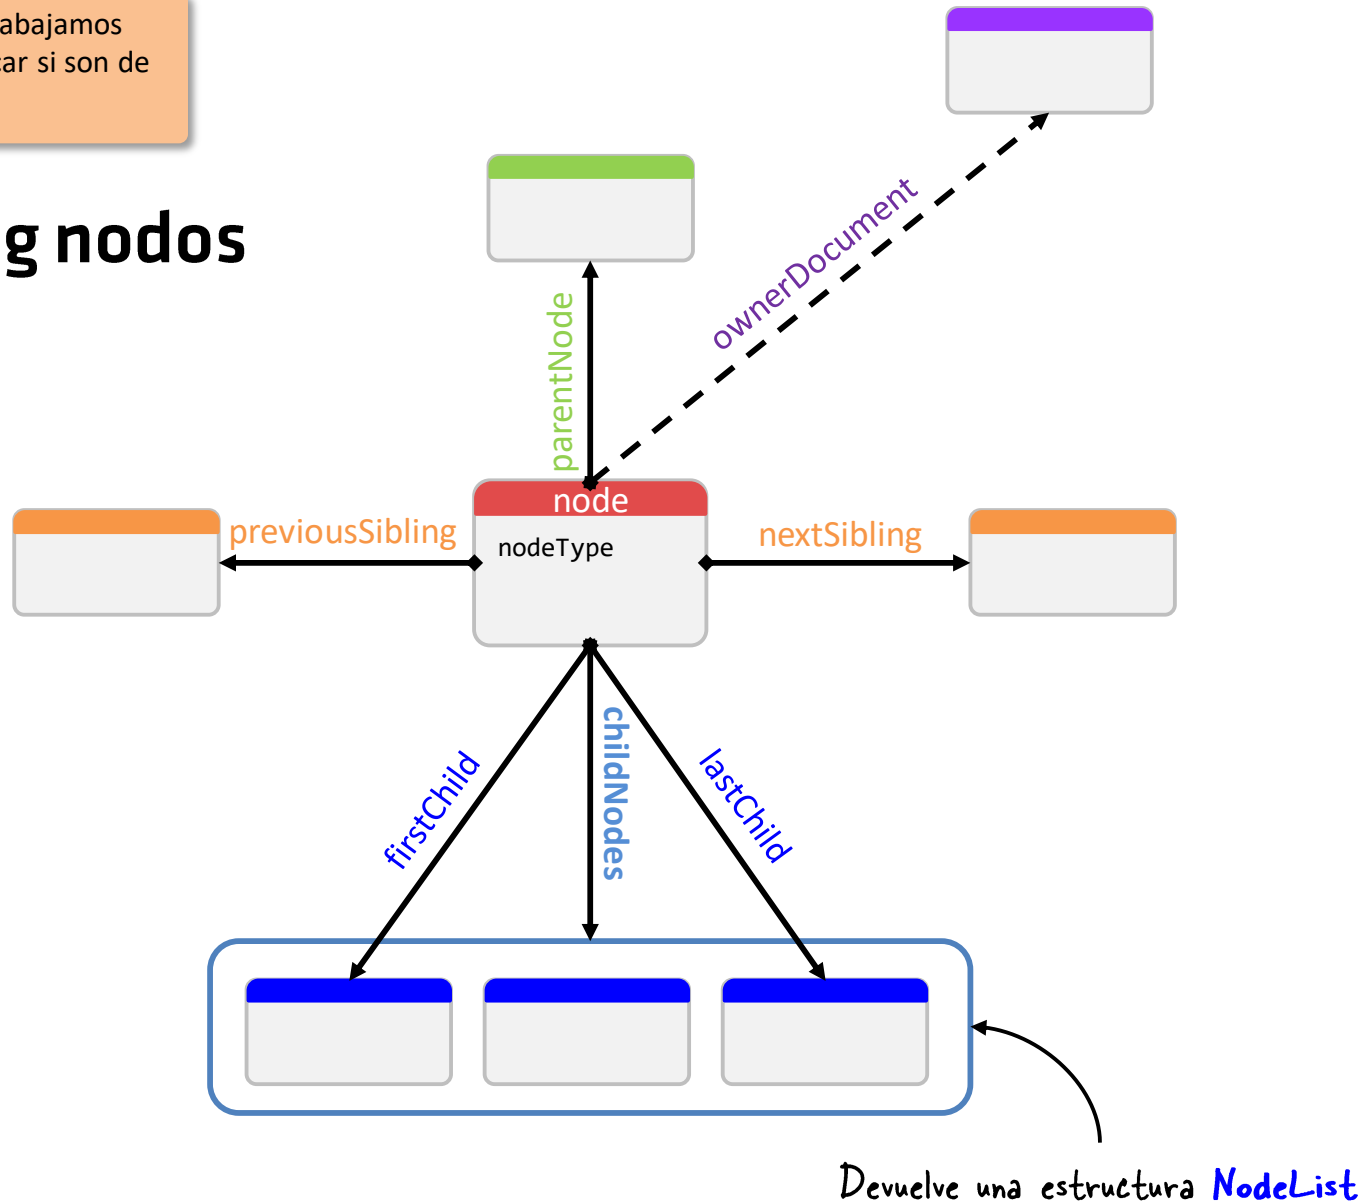 abajamos
ar si son de
g nodos
ownerDocument
parentNode
node
previousSibling
nodeType
nextSibling
firstChild
childNodes
lastChild
Devuelve una estructura NodeList